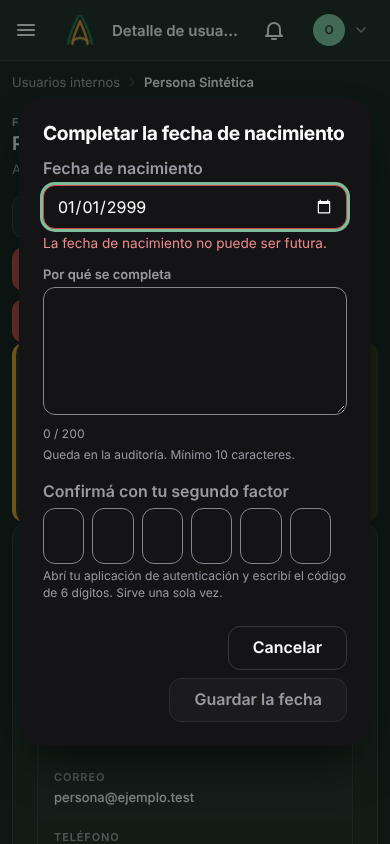 Detalle de usua...
O
Usuarios internos
Persona Sintética
Completar la fecha de nacimiento
Fecha de nacimiento
01/01/2999
La fecha de nacimiento no puede ser futura.
Por qué se completa
0 / 200
Queda en la auditoría. Mínimo 10 caracteres.
Confirmá con tu segundo factor
Abrí tu aplicación de autenticación y escribí el código
de 6 dígitos. Sirve una sola vez.
Cancelar
Guardar la fecha
CORREO
persona@ejemplo.test
TELÉFONO